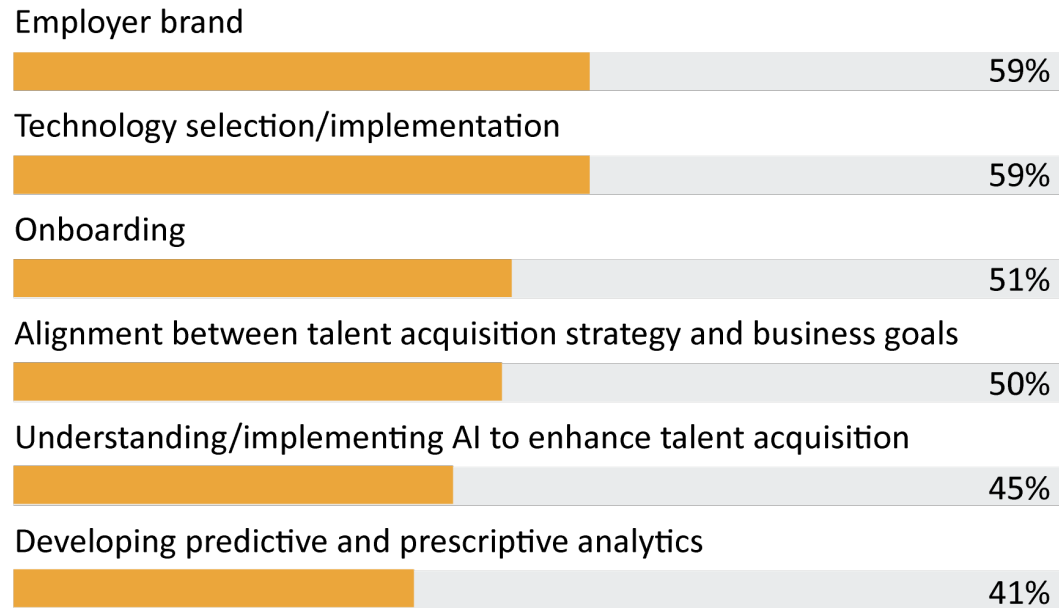 Employer brand
59%
Technology selection/implementation
59%
Onboarding
51%
Alignment between talent acquisition strategy and business goals
50%
Understanding/implementing AI to enhance talent acquisition
45%
Developing predictive and prescriptive analytics
41%